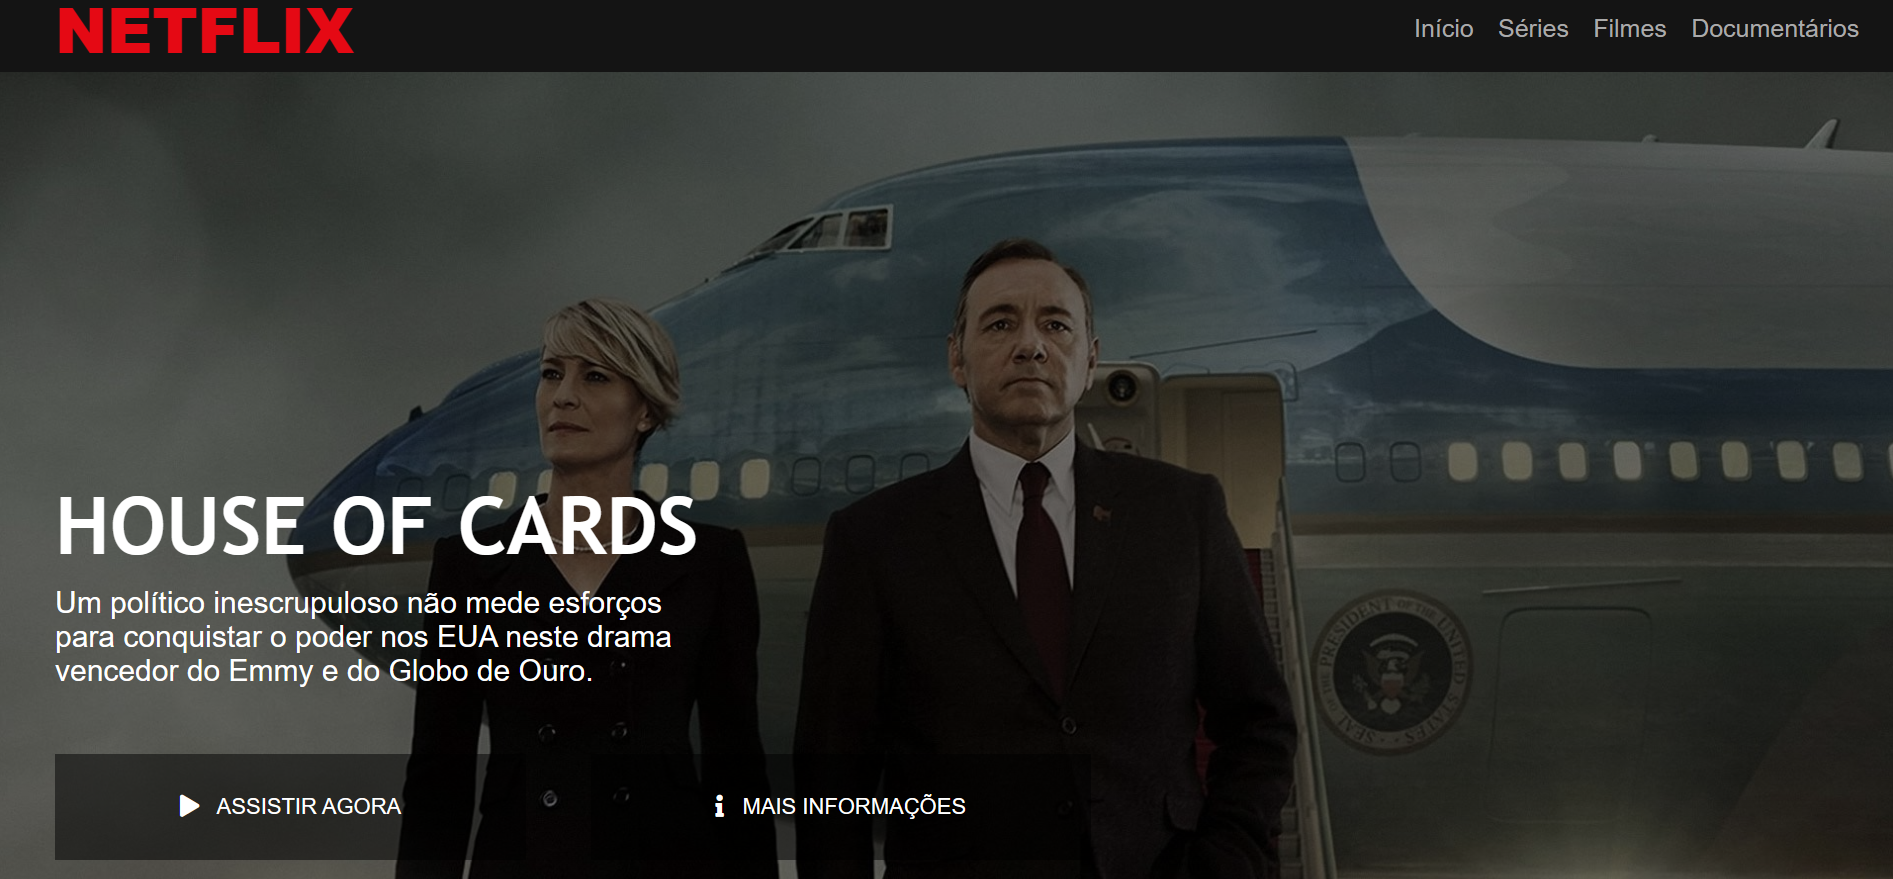 NETFLIX
Início Séries Filmes Documentários
HOUSE OF CARDS
Um político inescrupuloso não mede esforços
para conquistar o poder nos EUA neste drama
vencedor do Emmy e do Globo de Ouro.
ASSISTIR AGORA
MAIS INFORMAÇÕES
SEAL OF THE PRESIDENT OF THE UNITED STATES